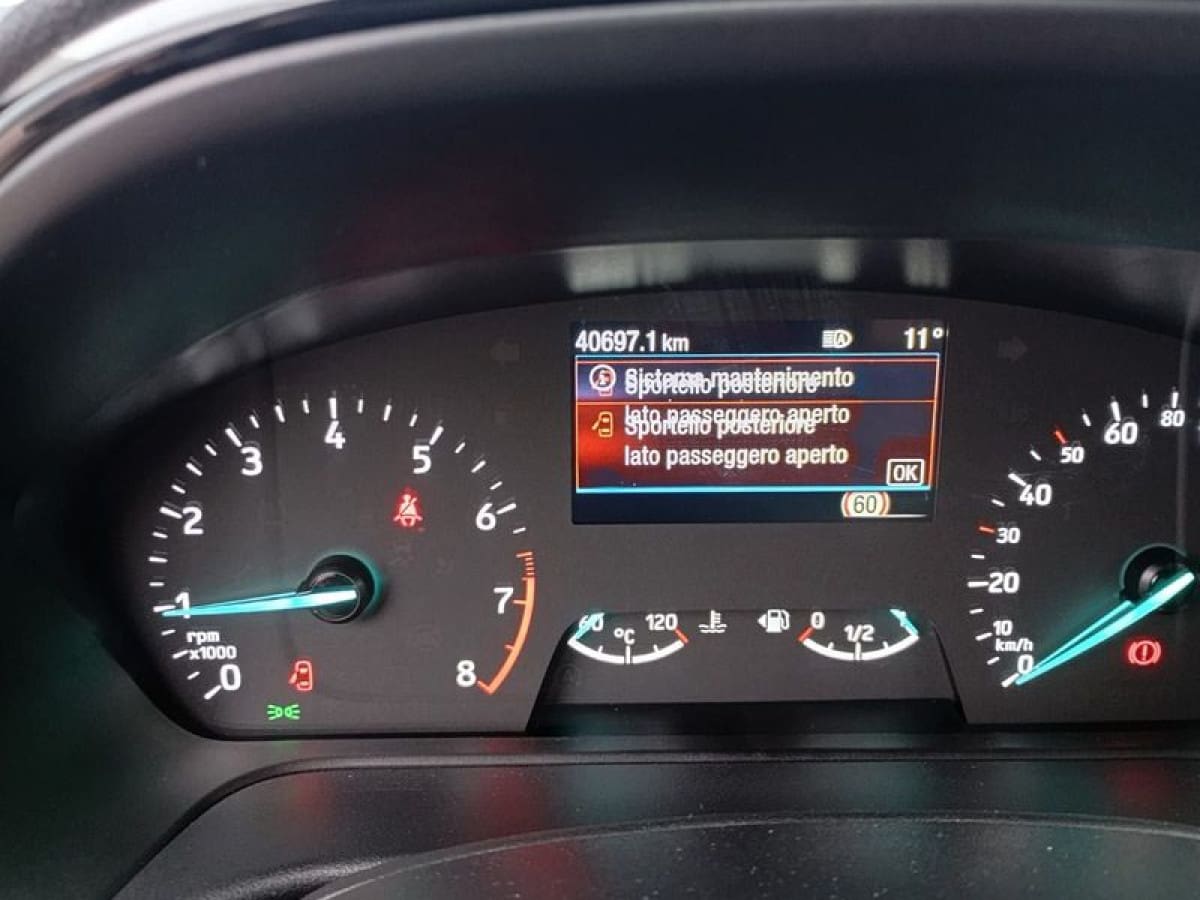 40697.1 km 11°
Sistema mantenimento
Sportello posteriore
lato passeggero aperto
Sportello posteriore
lato passeggero aperto
OK
60
0 1 2 3 4 5 6 7 8
rpm
x1000
60 °C 120
0 1/2
0 10 20 30 40 50 60 80
km/h